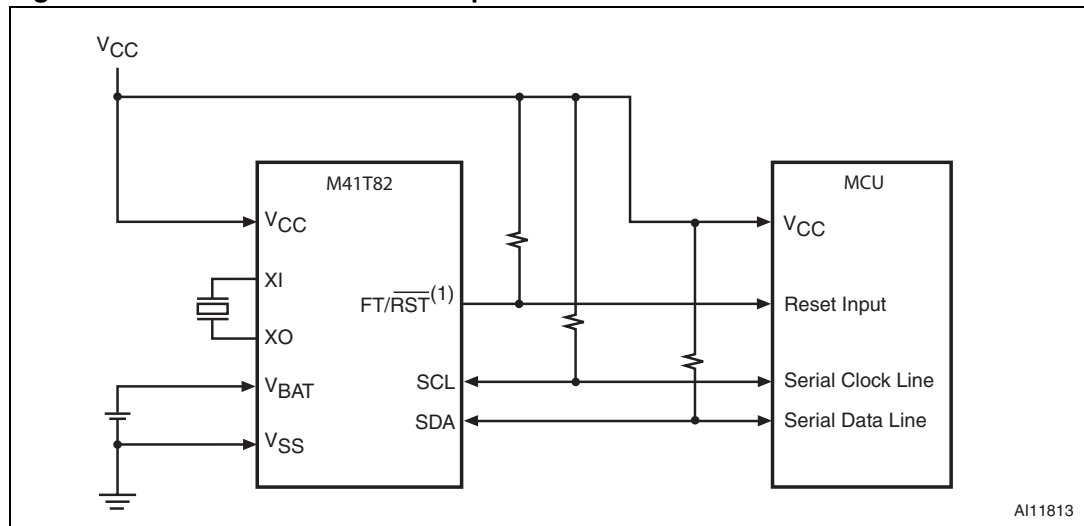 VCC
M41T82
MCU
VCC
VCC
XI
FT/RST(1)
Reset Input
XO
SCL
Serial Clock Line
VBAT
SDA
Serial Data Line
VSS
AI11813